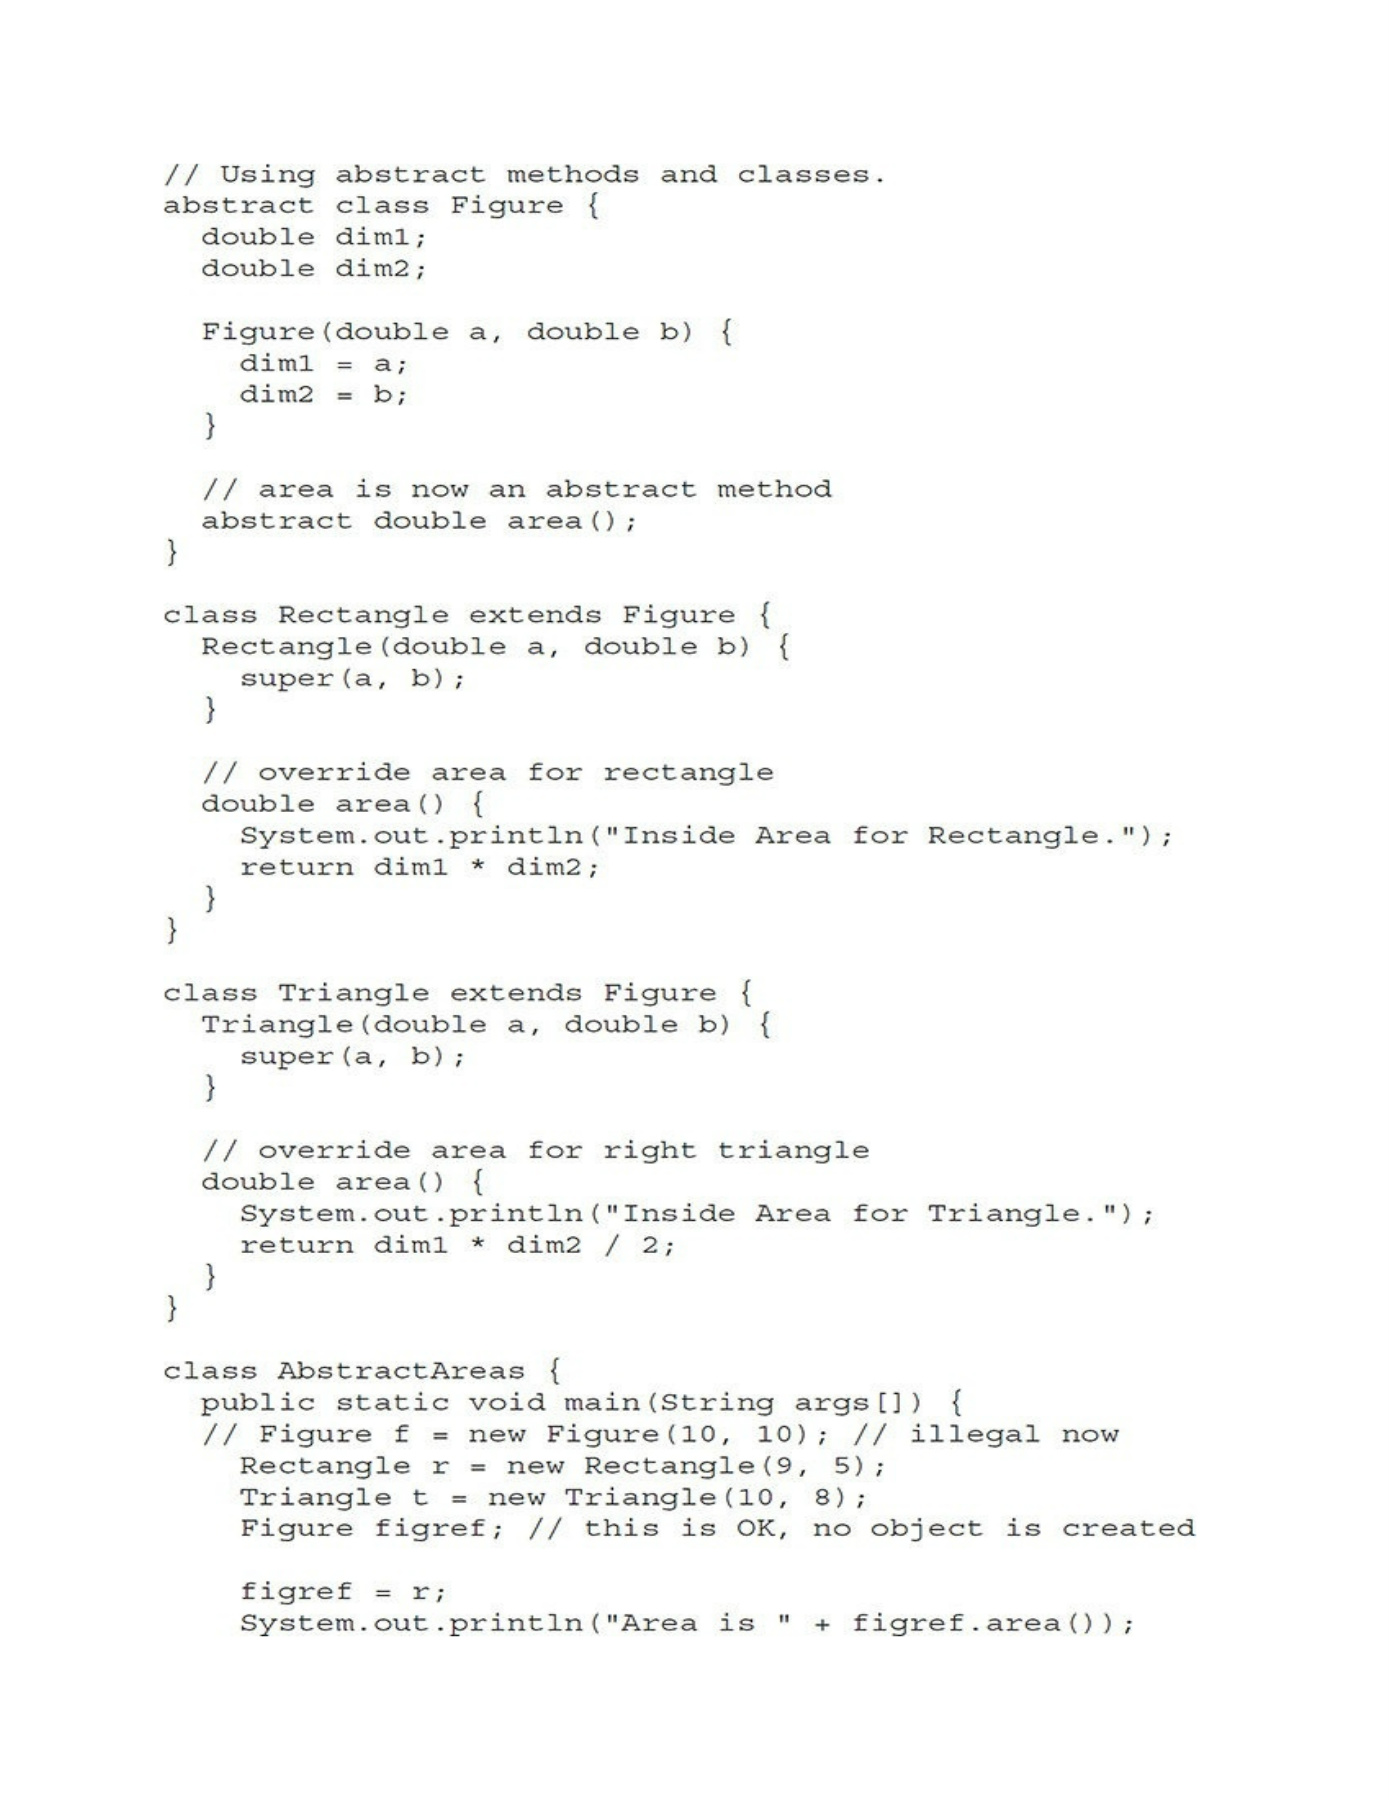 // Using abstract methods and classes.
abstract class Figure {
  double dim1;
  double dim2;

  Figure(double a, double b) {
    dim1 = a;
    dim2 = b;
  }

  // area is now an abstract method
  abstract double area();
}

class Rectangle extends Figure {
  Rectangle(double a, double b) {
    super(a, b);
  }

  // override area for rectangle
  double area() {
    System.out.println("Inside Area for Rectangle.");
    return dim1 * dim2;
  }
}

class Triangle extends Figure {
  Triangle(double a, double b) {
    super(a, b);
  }

  // override area for right triangle
  double area() {
    System.out.println("Inside Area for Triangle.");
    return dim1 * dim2 / 2;
  }
}

class AbstractAreas {
  public static void main(String args[]) {
  // Figure f = new Figure(10, 10); // illegal now
    Rectangle r = new Rectangle(9, 5);
    Triangle t = new Triangle(10, 8);
    Figure figref; // this is OK, no object is created

    figref = r;
    System.out.println("Area is " + figref.area());